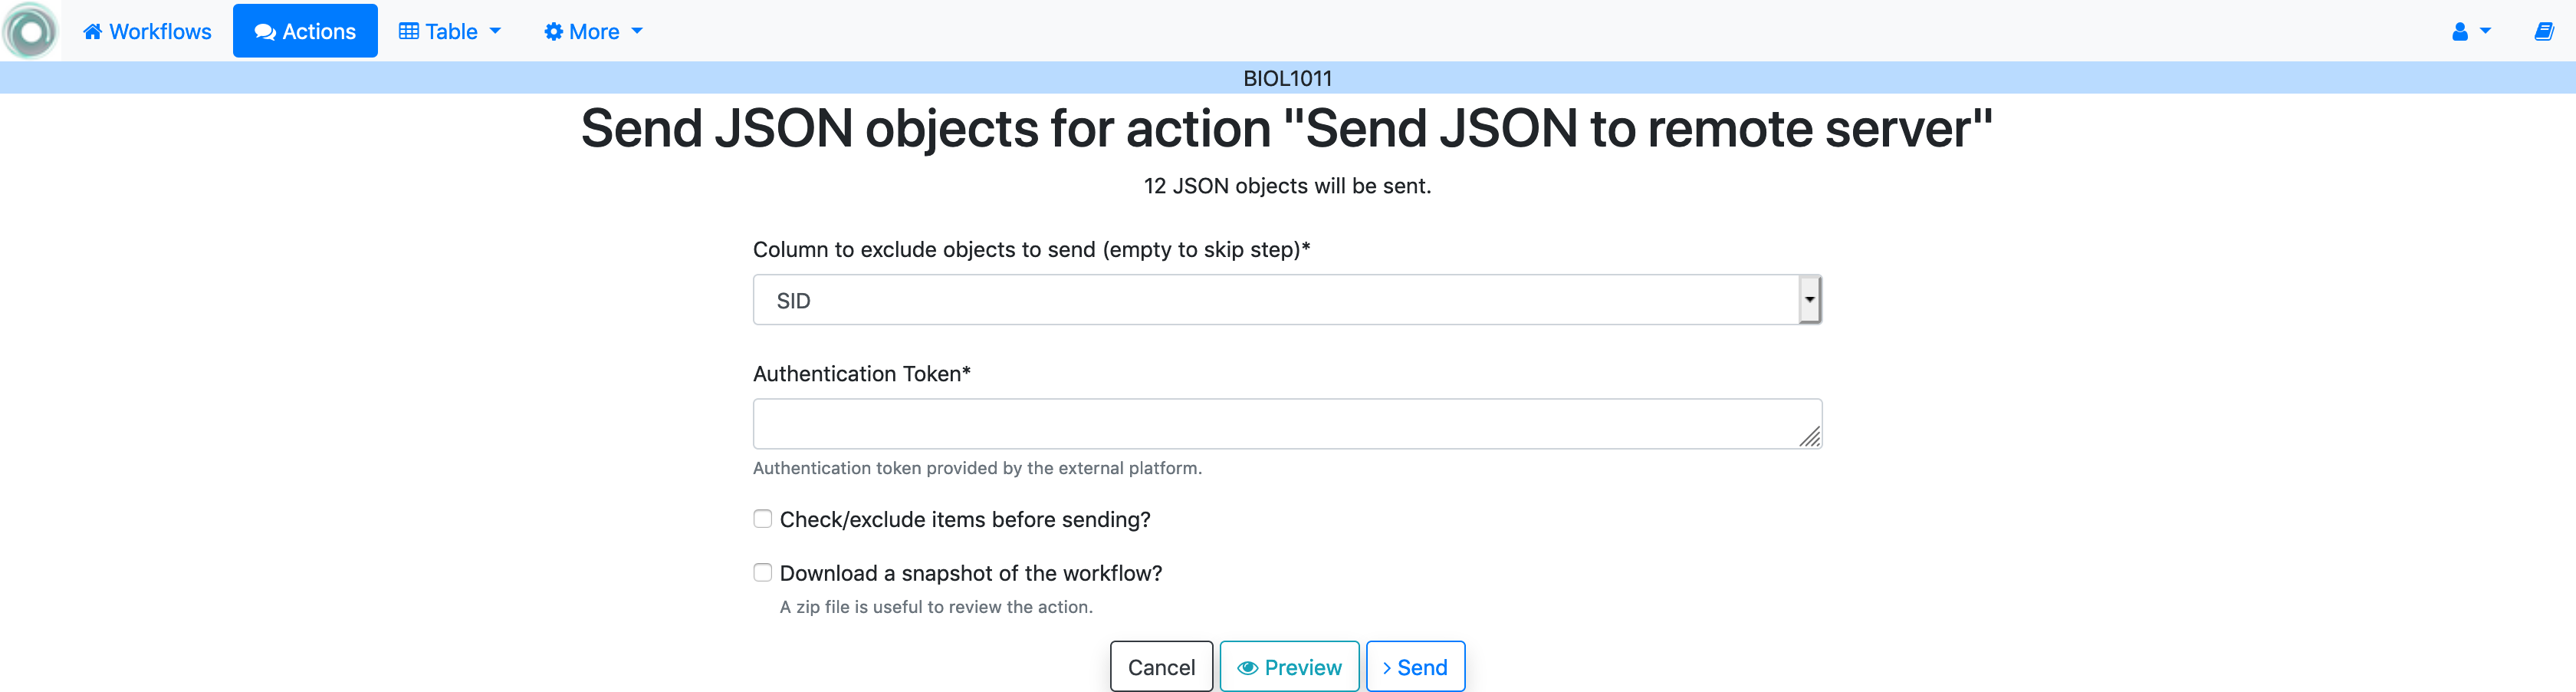 Workflows Actions Table More
BIOL1011
Send JSON objects for action "Send JSON to remote server"
12 JSON objects will be sent.
Column to exclude objects to send (empty to skip step)*
SID
Authentication Token*
Authentication token provided by the external platform.
Check/exclude items before sending?
Download a snapshot of the workflow?
A zip file is useful to review the action.
Cancel Preview Send